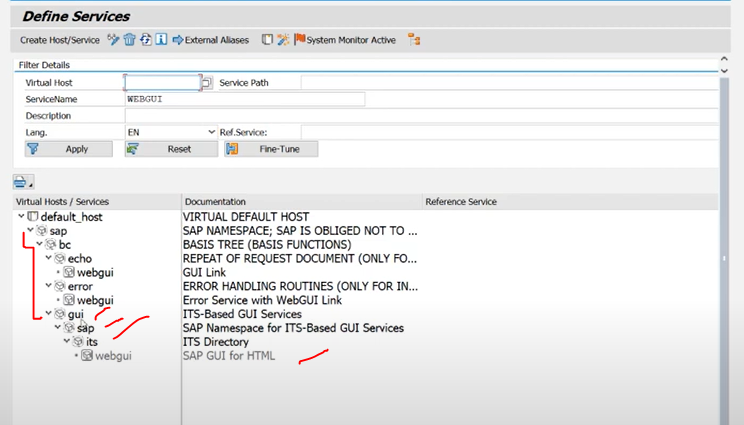 Define Services
Create Host/Service External Aliases System Monitor Active
Filter Details
Virtual Host Service Path
ServiceName WEBGUI
Description
Lang. EN Ref.Service:
Apply Reset Fine-Tune
Virtual Hosts / Services Documentation Reference Service
default_host VIRTUAL DEFAULT HOST
sap SAP NAMESPACE; SAP IS OBLIGED NOT TO ...
bc BASIS TREE (BASIS FUNCTIONS)
echo REPEAT OF REQUEST DOCUMENT (ONLY FO...
webgui GUI Link
error ERROR HANDLING ROUTINES (ONLY FOR IN...
webgui Error Service with WebGUI Link
gui ITS-Based GUI Services
sap SAP Namespace for ITS-Based GUI Services
its ITS Directory
webgui SAP GUI for HTML